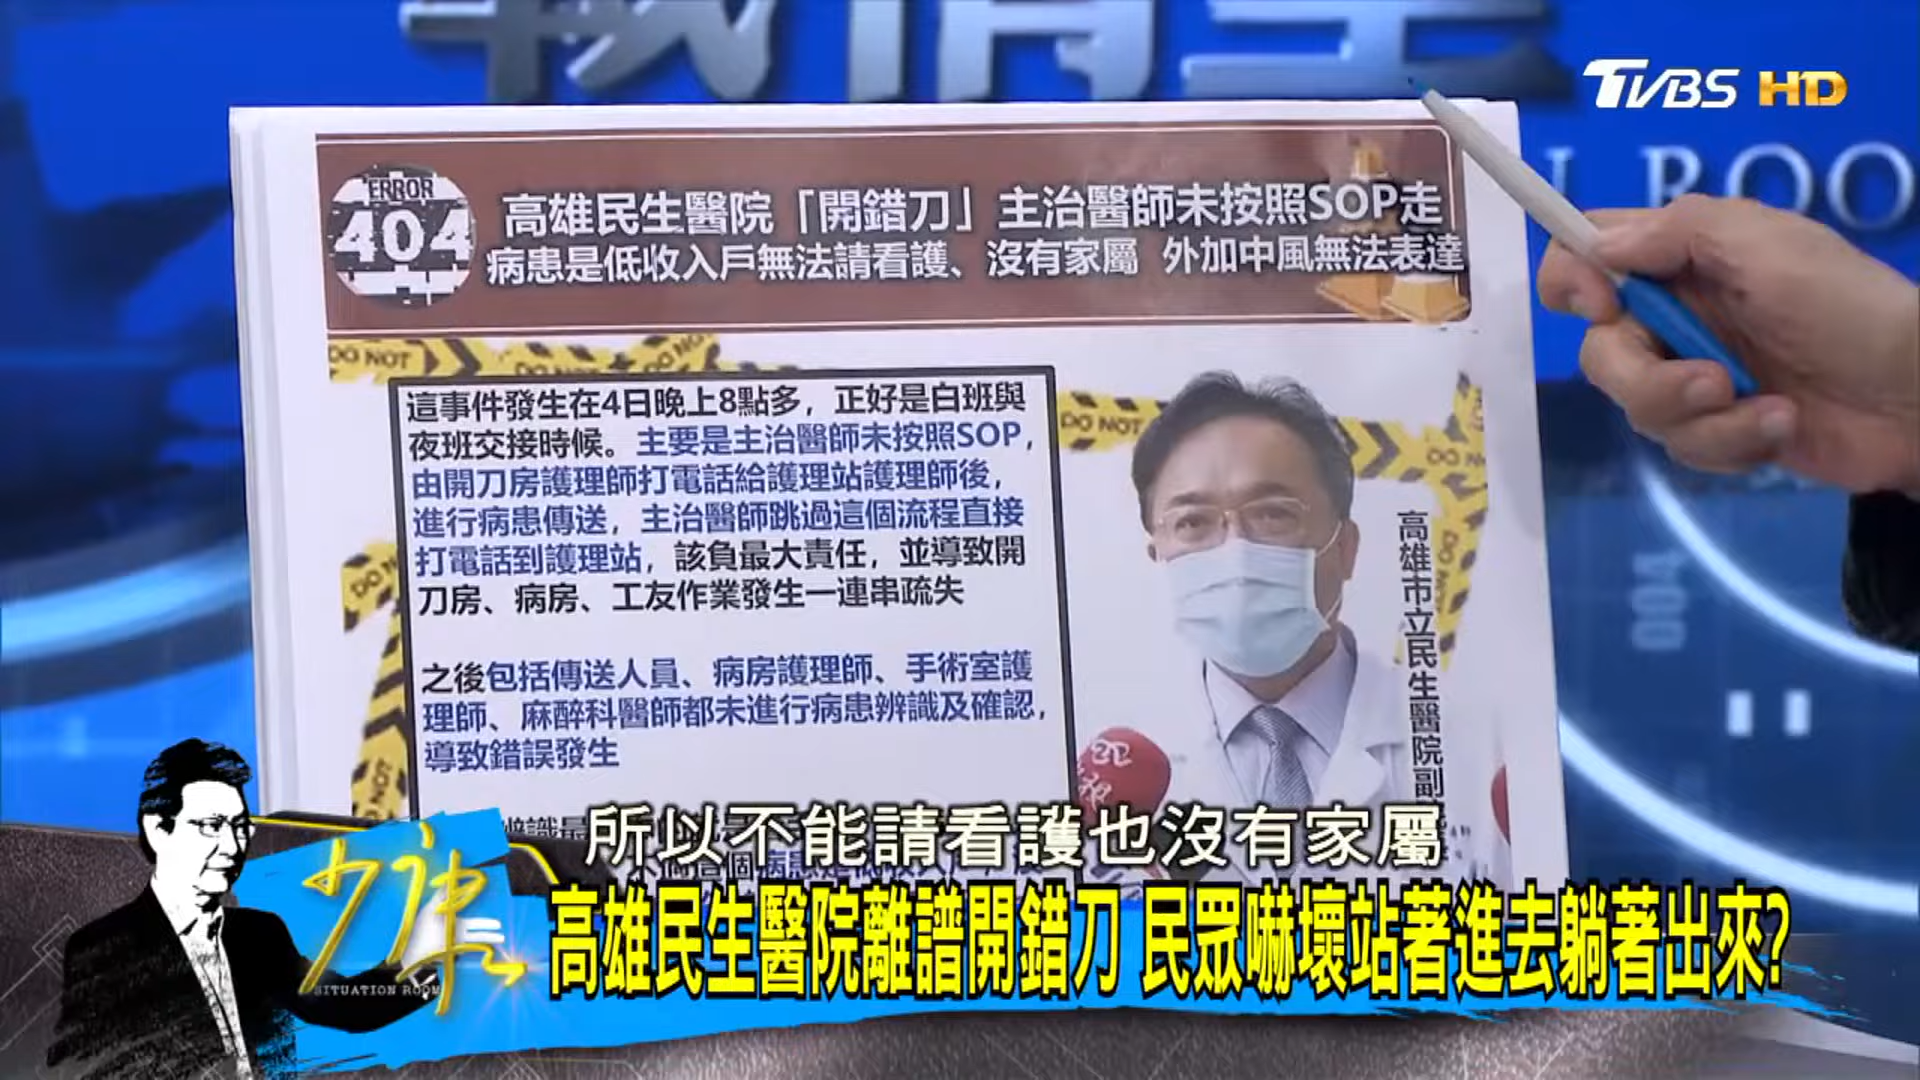 TVBS HD
ERROR
404
高雄民生醫院「開錯刀」主治醫師未按照SOP走
病患是低收入戶無法請看護、沒有家屬 外加中風無法表達
DO NOT
DO NOT
DO NOT
這事件發生在4日晚上8點多，正好是白班與
夜班交接時候。主要是主治醫師未按照SOP，
由開刀房護理師打電話給護理站護理師後，
進行病患傳送，主治醫師跳過這個流程直接
打電話到護理站，該負最大責任，並導致開
刀房、病房、工友作業發生一連串疏失
之後包括傳送人員、病房護理師、手術室護
理師、麻醉科醫師都未進行病患辨識及確認，
導致錯誤發生
高雄市立民生醫院副
所以不能請看護也沒有家屬
少康
SITUATION ROOM
高雄民生醫院離譜開錯刀 民眾嚇壞站著進去躺著出來?